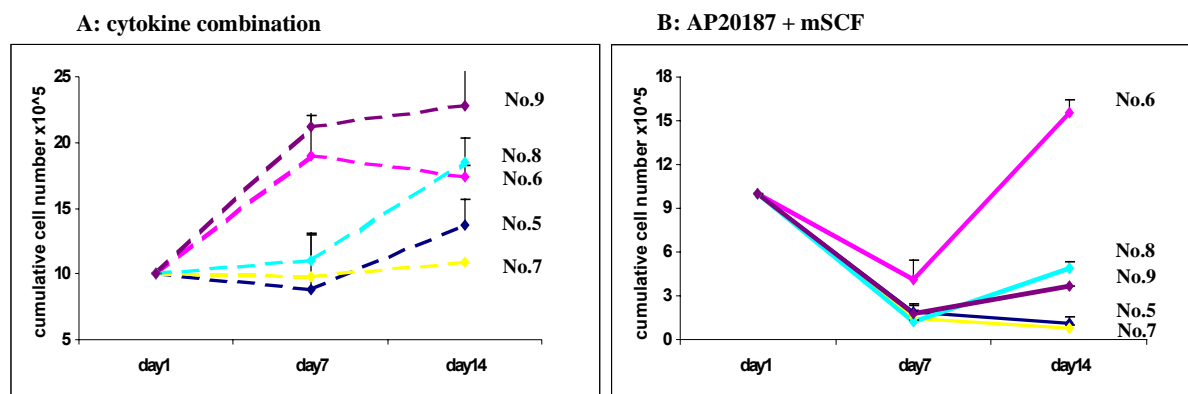 A: cytokine combination
cumulative cell number x10^5
25
20
15
10
5
day1 day7 day14
No.9
No.8
No.6
No.5
No.7
B: AP20187 + mSCF
cumulative cell number x10^5
18
15
12
9
6
3
0
day1 day7 day14
No.6
No.8
No.9
No.5
No.7